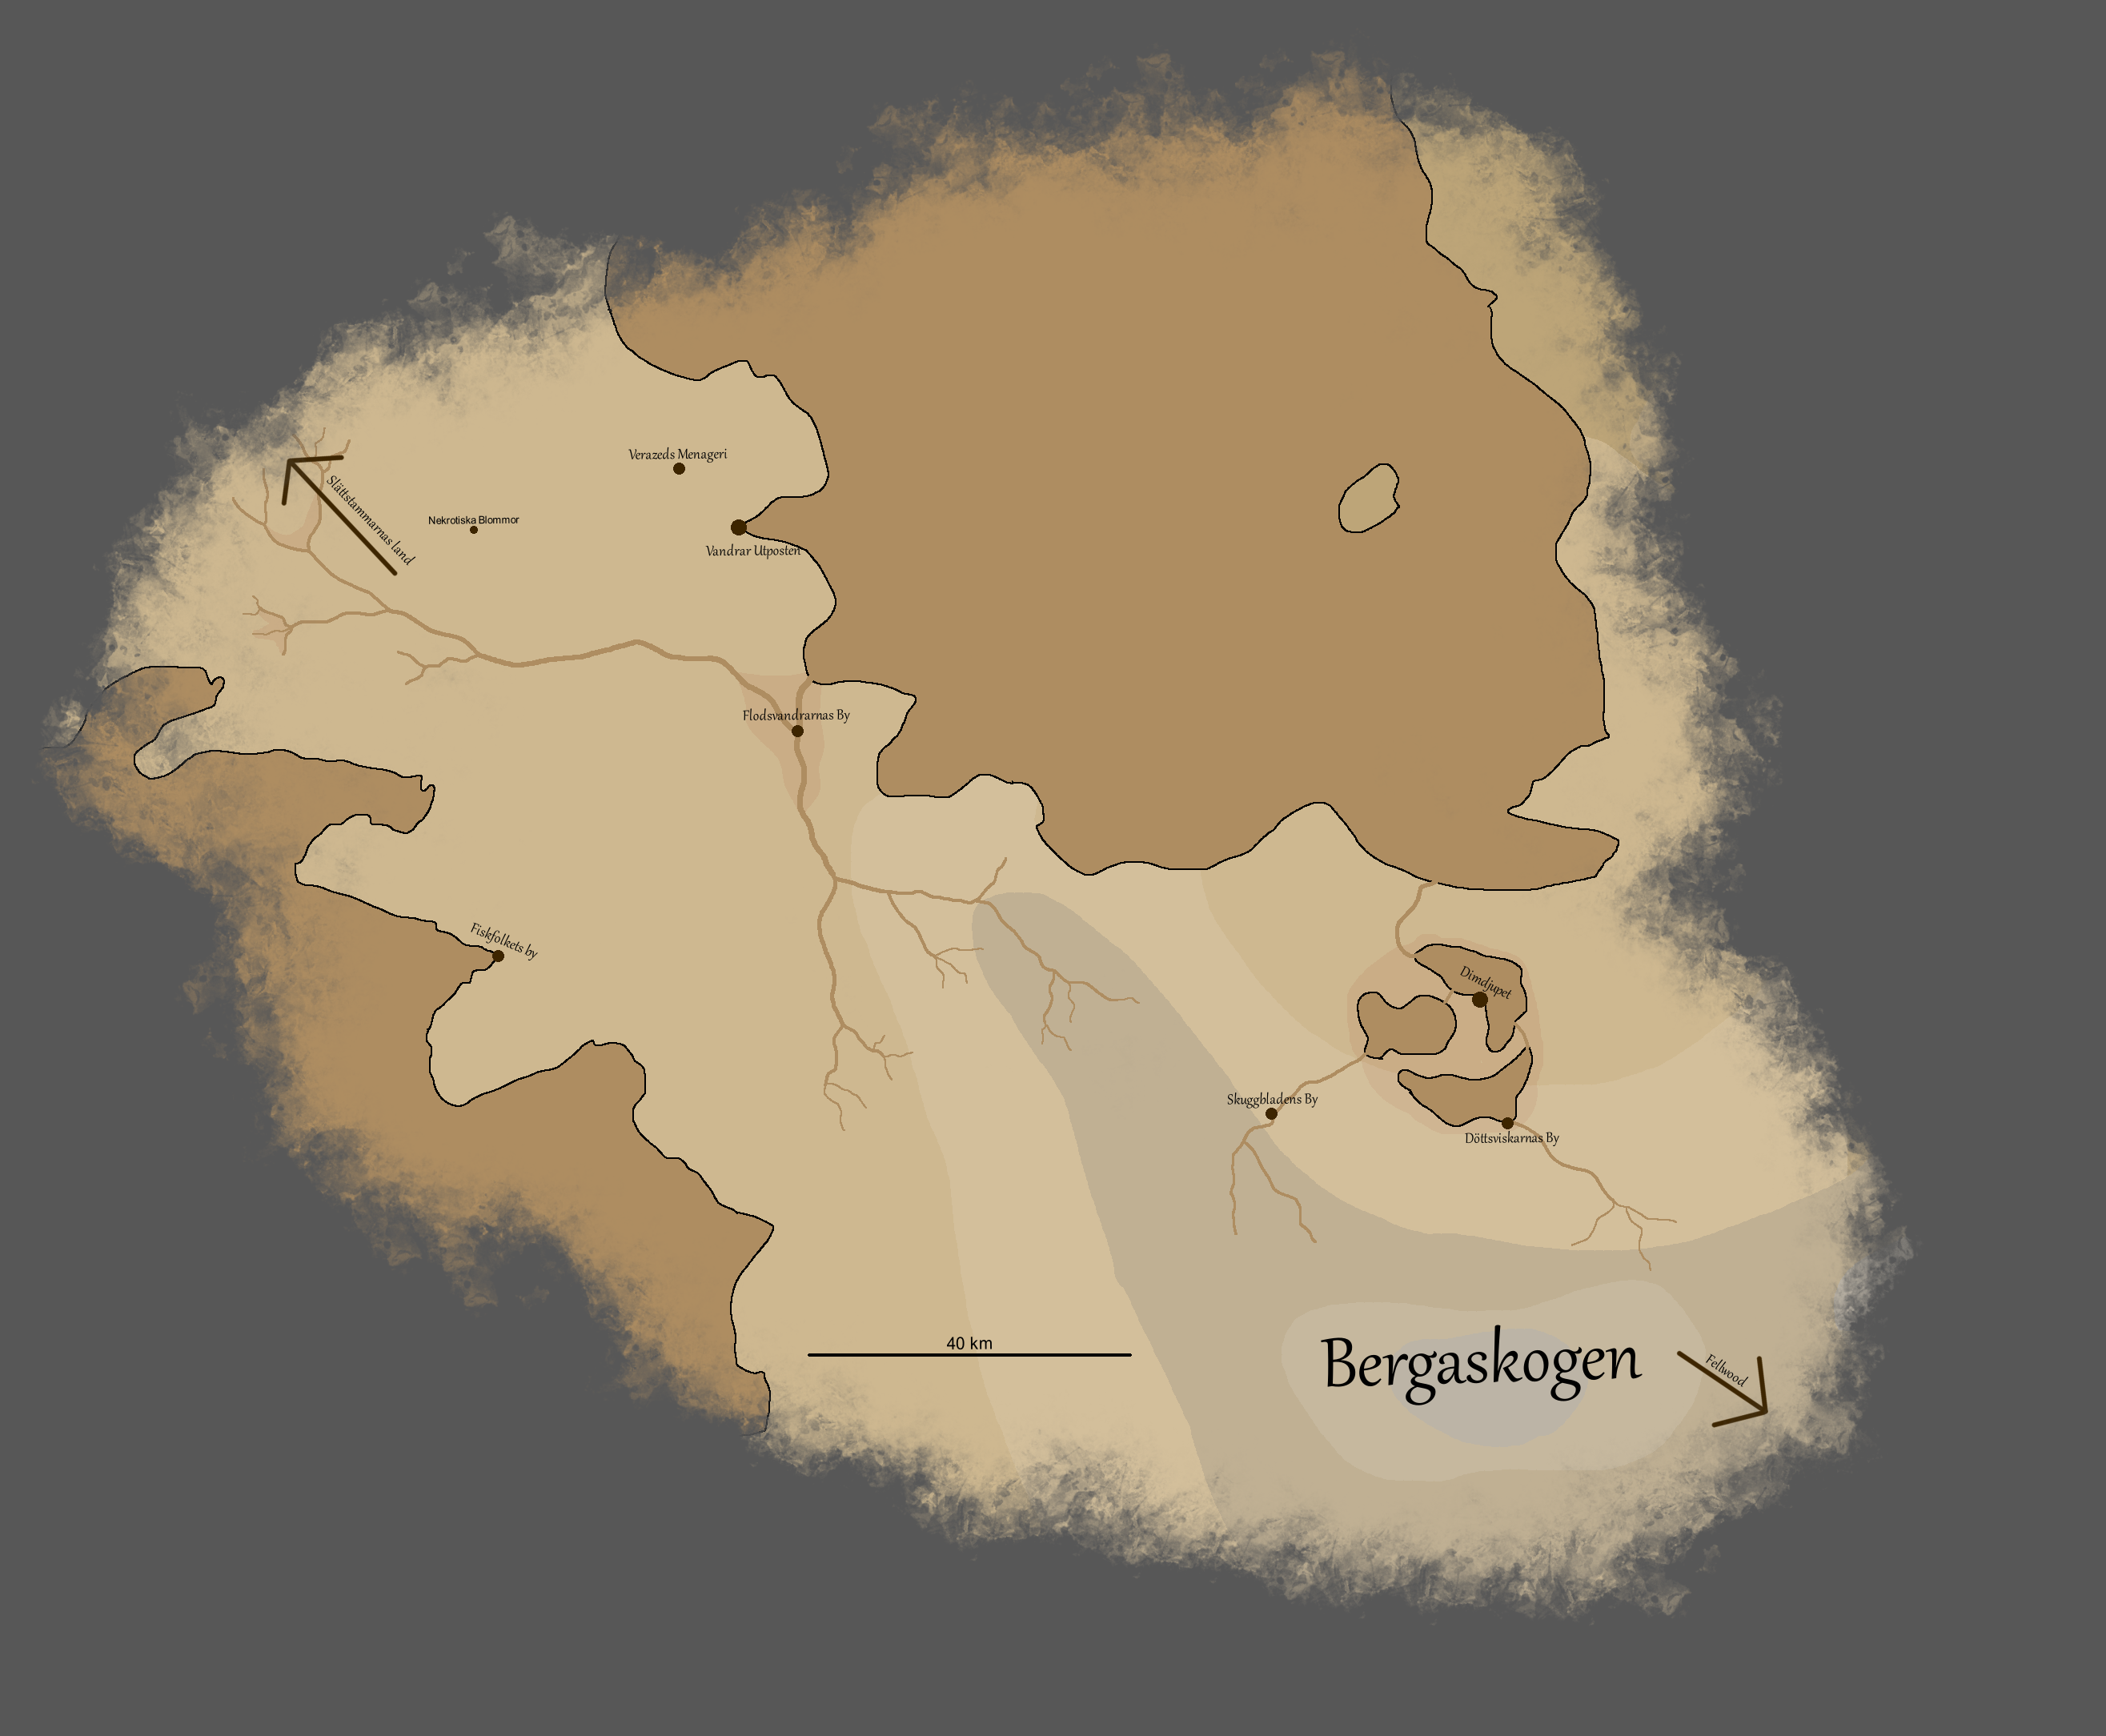 Verazeds Menageri
Slättstammarnas land
Nekrotiska Blommor
Vandrar Utposten
Flodsvandrarnas By
Fiskfolkets by
Dimdjupet
Skuggbladens By
Döttsviskarnas By
40 km
Bergaskogen
Fellwood